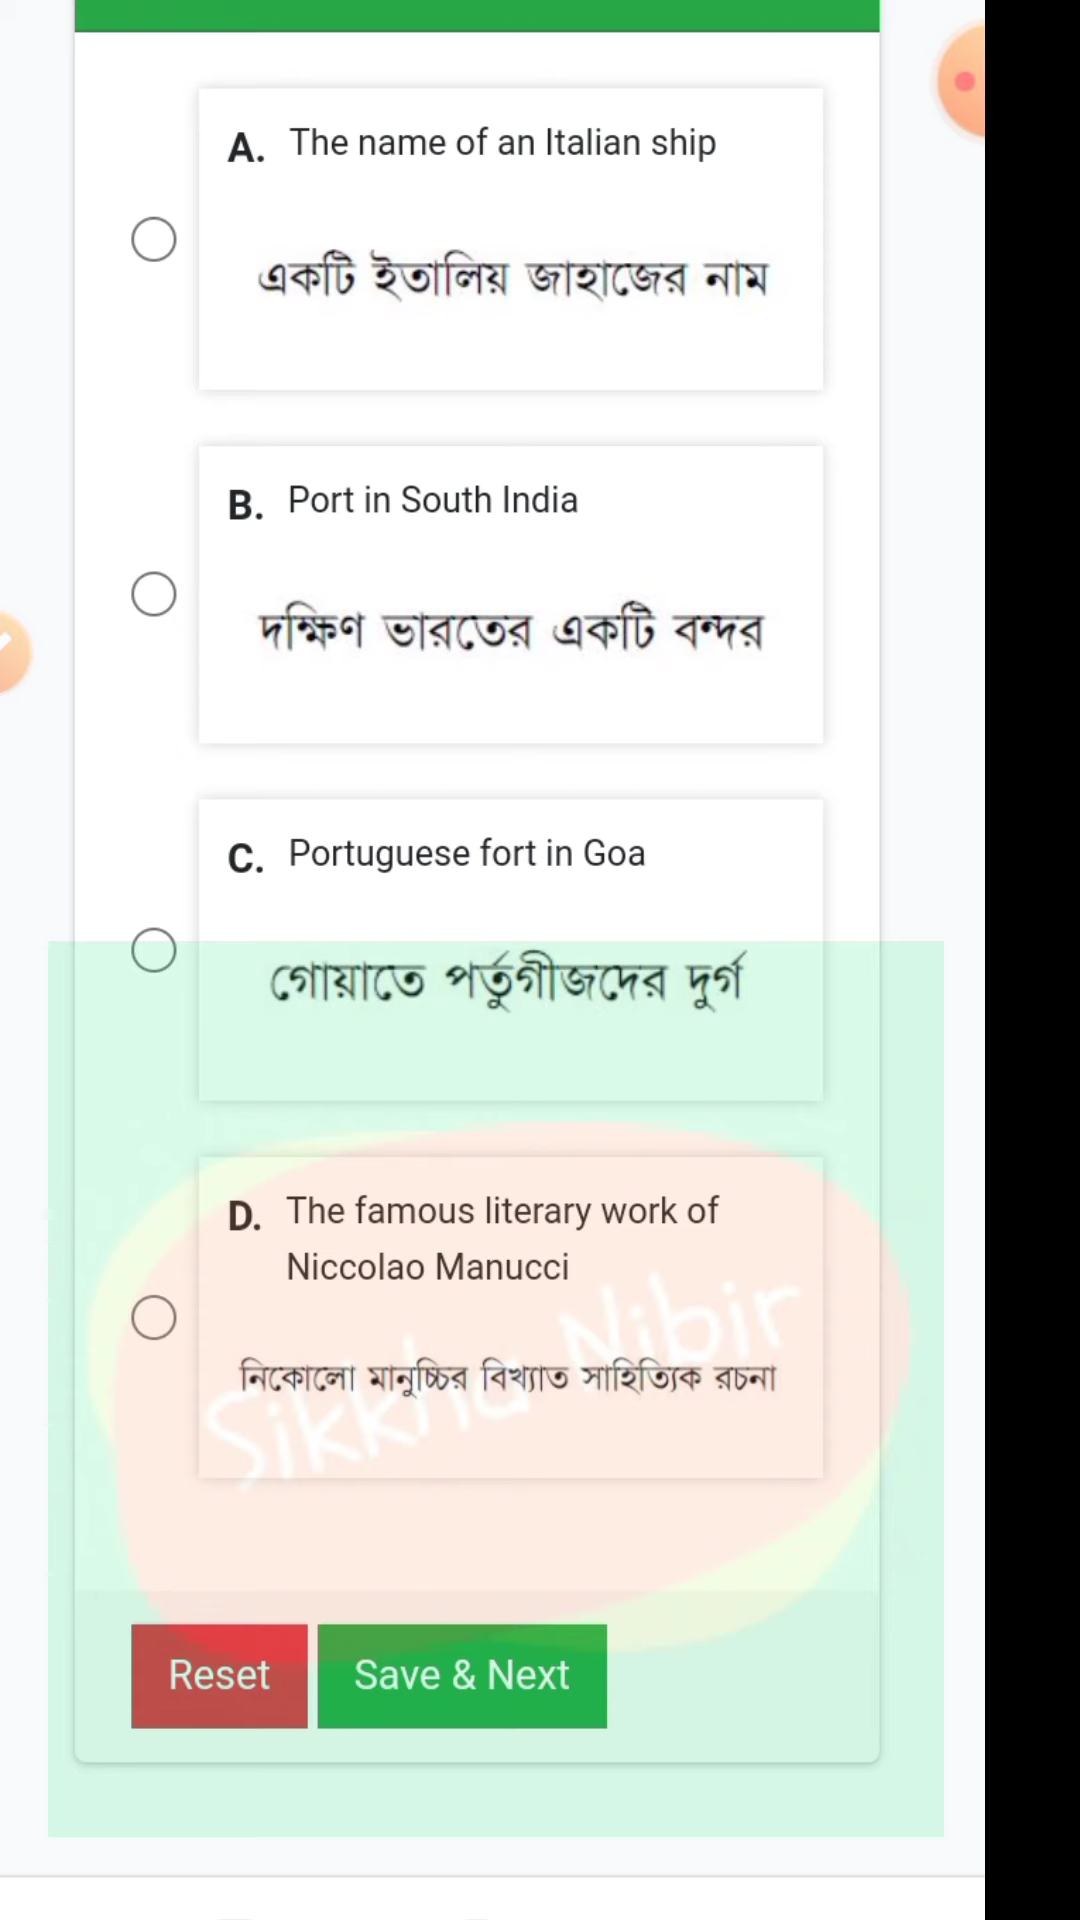 A. The name of an Italian ship
একটি ইতালিয় জাহাজের নাম
B. Port in South India
দক্ষিণ ভারতের একটি বন্দর
C. Portuguese fort in Goa
গোয়াতে পর্তুগীজদের দুর্গ
D. The famous literary work of
Niccolao Manucci
নিকোলো মানুচ্চির বিখ্যাত সাহিত্যিক রচনা
Sikkha Nibir
Reset Save & Next